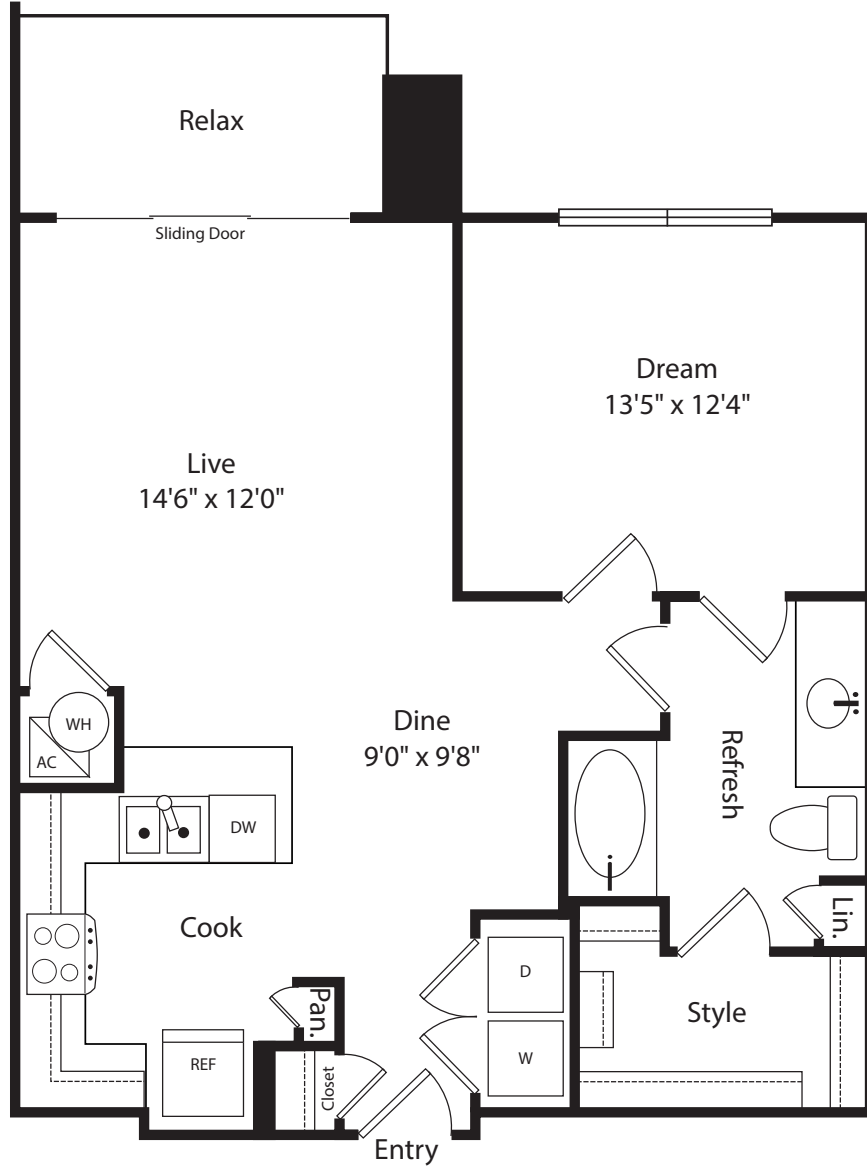 Relax
Sliding Door
Dream
13'5" x 12'4"
Live
14'6" x 12'0"
WH
AC
Dine
9'0" x 9'8"
Refresh
DW
Cook
Lin.
D
Pan.
Style
W
REF
Closet
Entry